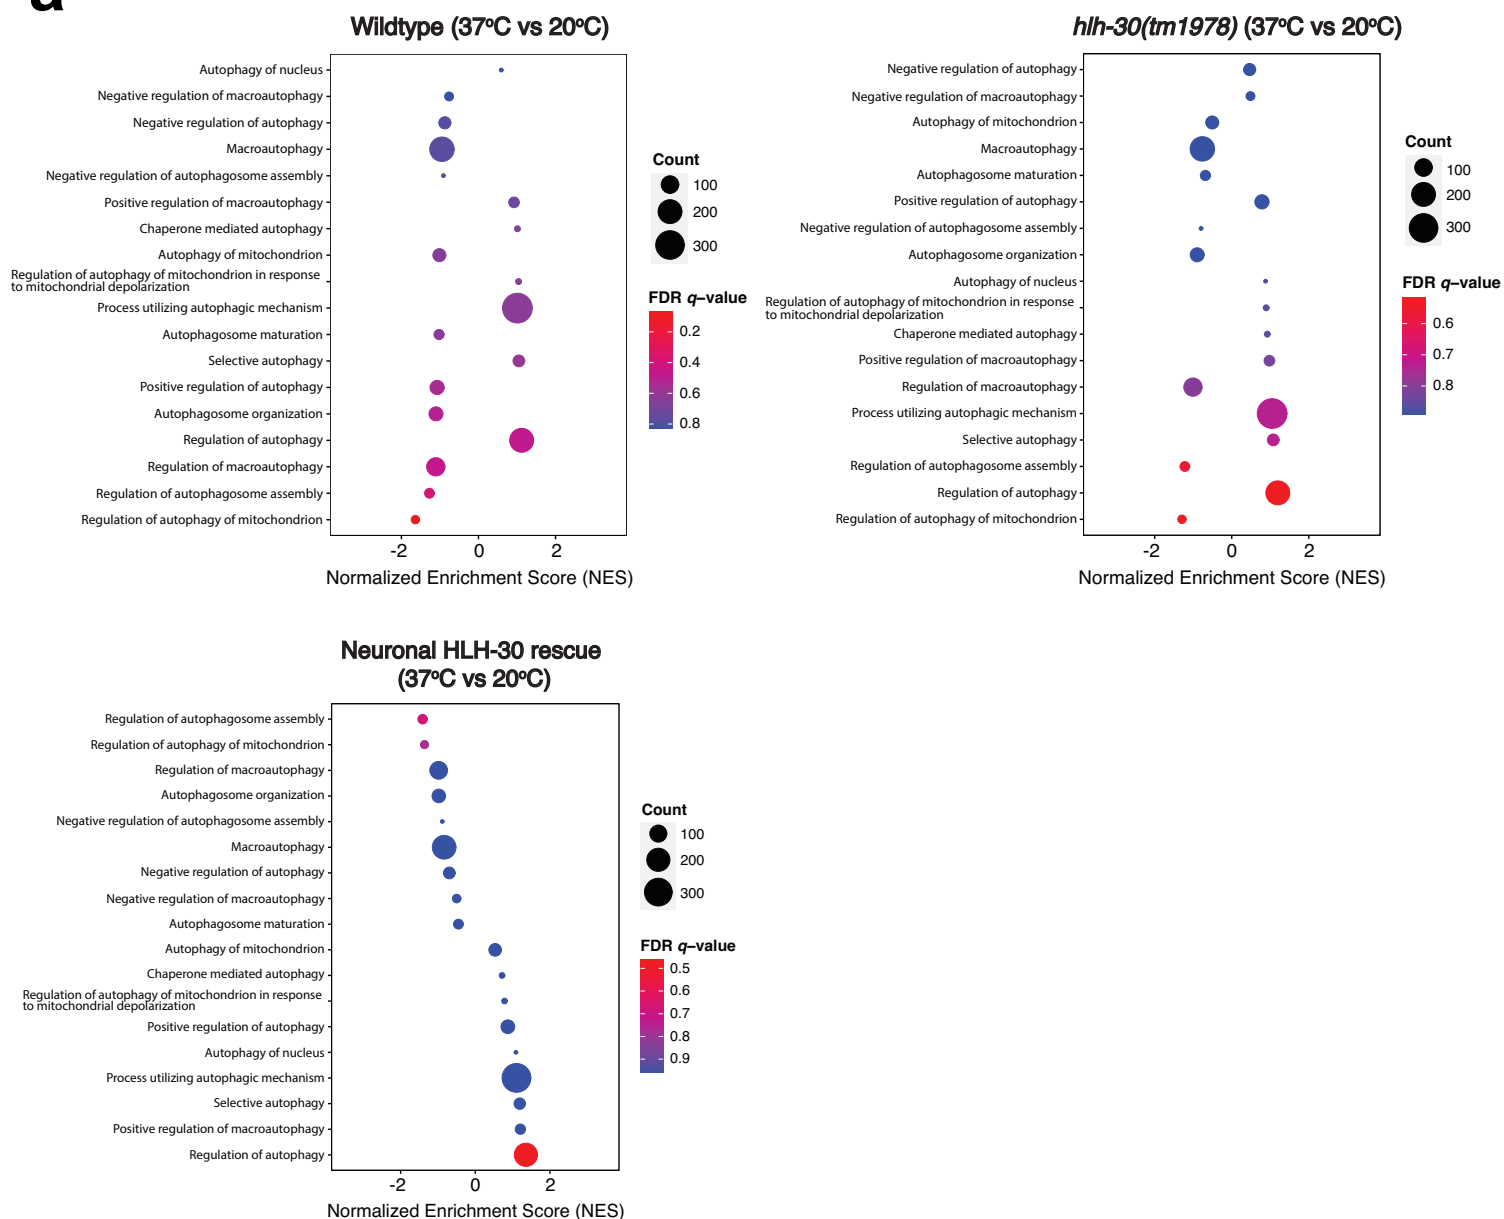 a
Wildtype (37ºC vs 20ºC)
Autophagy of nucleus
Negative regulation of macroautophagy
Negative regulation of autophagy
Macroautophagy
Negative regulation of autophagosome assembly
Positive regulation of macroautophagy
Chaperone mediated autophagy
Autophagy of mitochondrion
Regulation of autophagy of mitochondrion in response
to mitochondrial depolarization
Process utilizing autophagic mechanism
Autophagosome maturation
Selective autophagy
Positive regulation of autophagy
Autophagosome organization
Regulation of autophagy
Regulation of macroautophagy
Regulation of autophagosome assembly
Regulation of autophagy of mitochondrion
-2 0 2
Normalized Enrichment Score (NES)
Count
100
200
300
FDR q–value
0.2
0.4
0.6
0.8
hlh-30(tm1978) (37ºC vs 20ºC)
Negative regulation of autophagy
Negative regulation of macroautophagy
Autophagy of mitochondrion
Macroautophagy
Autophagosome maturation
Positive regulation of autophagy
Negative regulation of autophagosome assembly
Autophagosome organization
Autophagy of nucleus
Regulation of autophagy of mitochondrion in response
to mitochondrial depolarization
Chaperone mediated autophagy
Positive regulation of macroautophagy
Regulation of macroautophagy
Process utilizing autophagic mechanism
Selective autophagy
Regulation of autophagosome assembly
Regulation of autophagy
Regulation of autophagy of mitochondrion
-2 0 2
Normalized Enrichment Score (NES)
Count
100
200
300
FDR q–value
0.6
0.7
0.8
Neuronal HLH-30 rescue
(37ºC vs 20ºC)
Regulation of autophagosome assembly
Regulation of autophagy of mitochondrion
Regulation of macroautophagy
Autophagosome organization
Negative regulation of autophagosome assembly
Macroautophagy
Negative regulation of autophagy
Negative regulation of macroautophagy
Autophagosome maturation
Autophagy of mitochondrion
Chaperone mediated autophagy
Regulation of autophagy of mitochondrion in response
to mitochondrial depolarization
Positive regulation of autophagy
Autophagy of nucleus
Process utilizing autophagic mechanism
Selective autophagy
Positive regulation of macroautophagy
Regulation of autophagy
-2 0 2
Normalized Enrichment Score (NES)
Count
100
200
300
FDR q–value
0.5
0.6
0.7
0.8
0.9